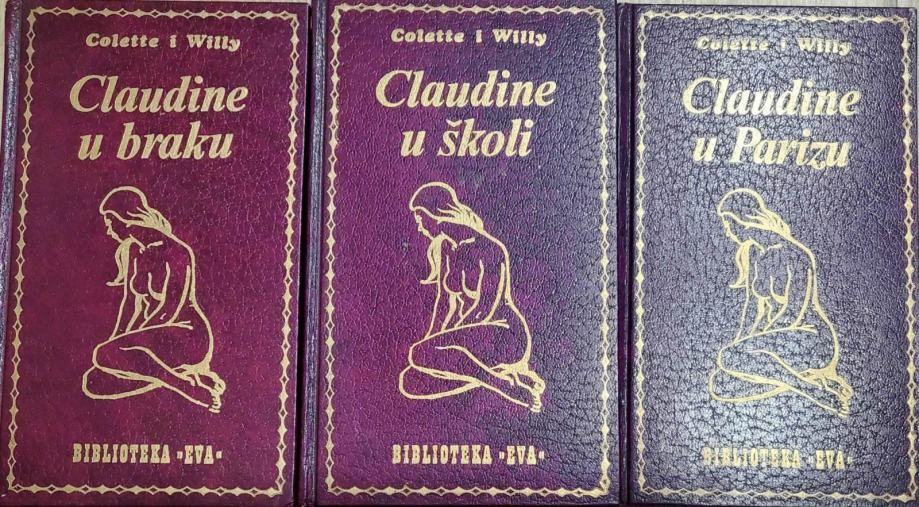 Colette i Willy
Claudine
u braku
BIBLIOTEKA »EVA«
Colette i Willy
Claudine
u školi
BIBLIOTEKA »EVA«
Colette i Willy
Claudine
u Parizu
BIBLIOTEKA »EVA«